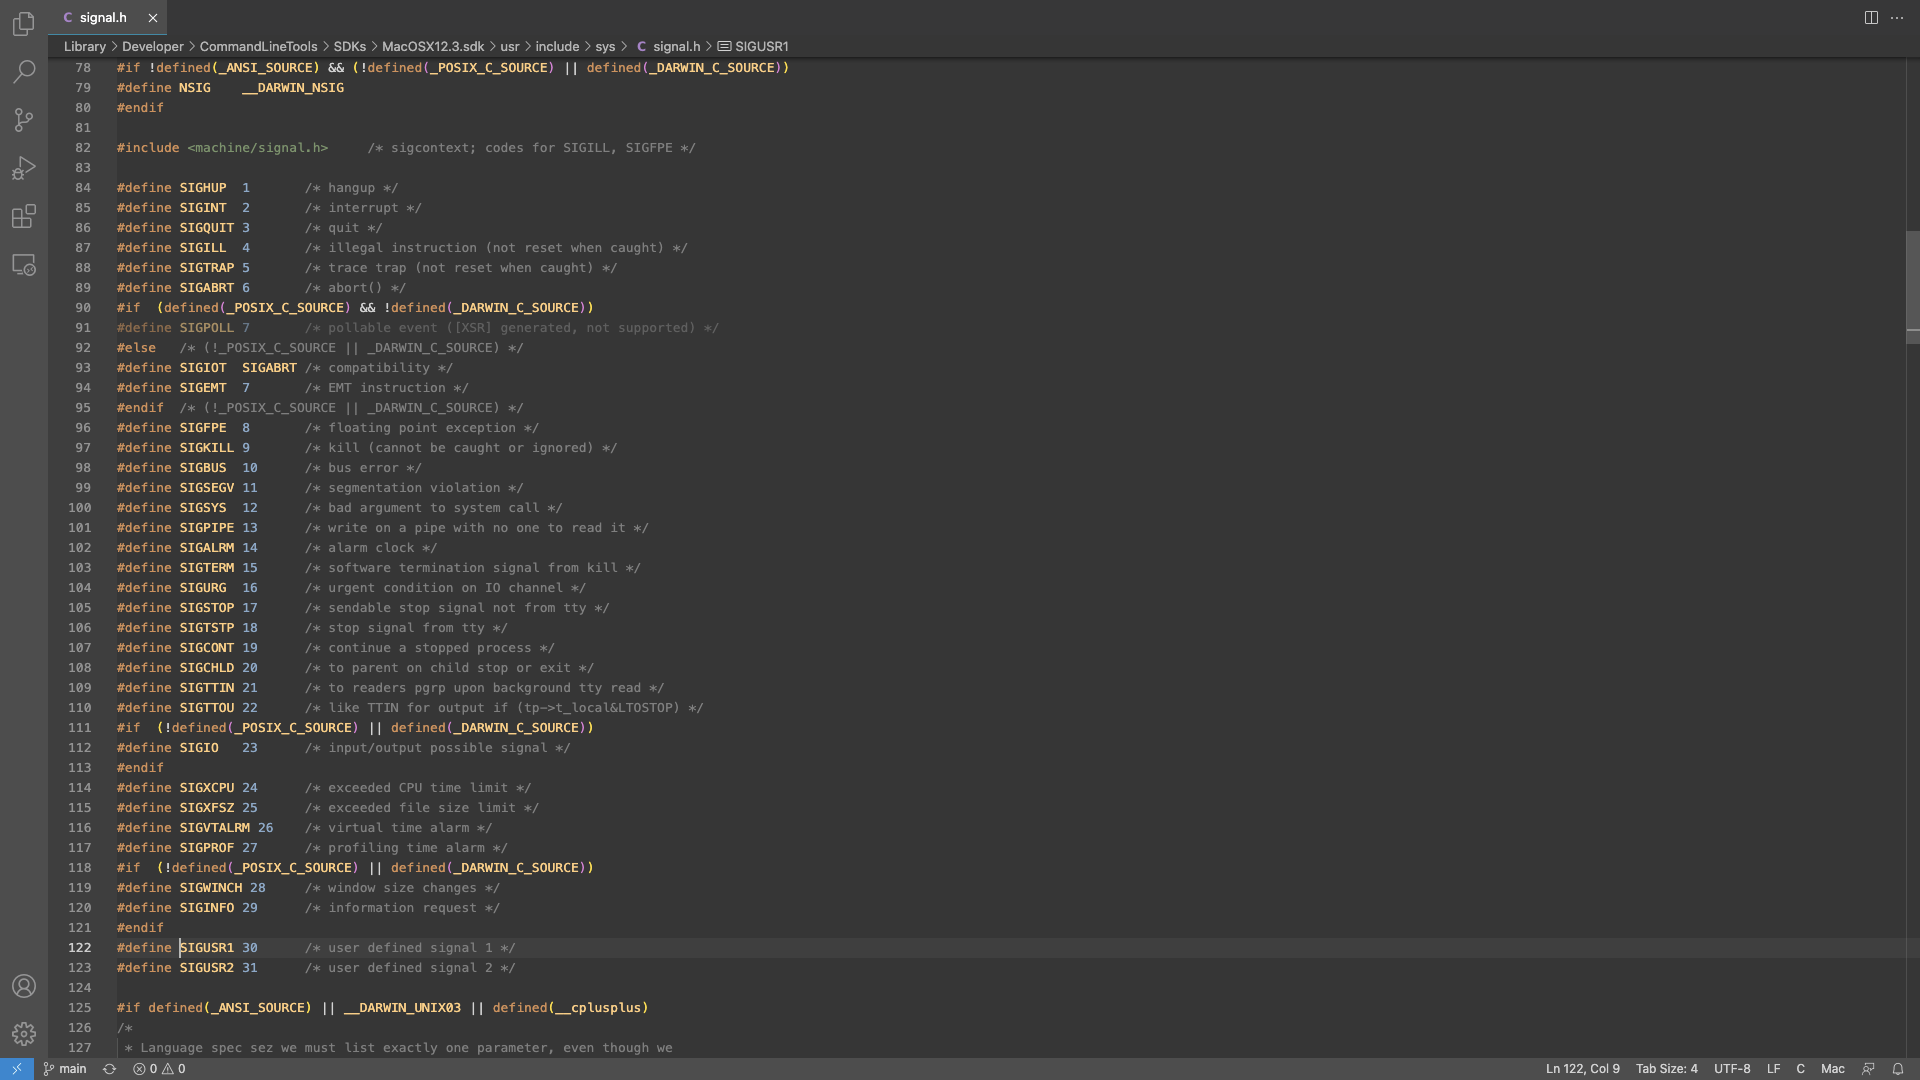 C signal.h ×
Library > Developer > CommandLineTools > SDKs > MacOSX12.3.sdk > usr > include > sys > C signal.h > SIGUSR1
78 #if !defined(_ANSI_SOURCE) && (!defined(_POSIX_C_SOURCE) || defined(_DARWIN_C_SOURCE))
79 #define NSIG    __DARWIN_NSIG
80 #endif
81
82 #include <machine/signal.h>     /* sigcontext; codes for SIGILL, SIGFPE */
83
84 #define SIGHUP  1       /* hangup */
85 #define SIGINT  2       /* interrupt */
86 #define SIGQUIT 3       /* quit */
87 #define SIGILL  4       /* illegal instruction (not reset when caught) */
88 #define SIGTRAP 5       /* trace trap (not reset when caught) */
89 #define SIGABRT 6       /* abort() */
90 #if  (defined(_POSIX_C_SOURCE) && !defined(_DARWIN_C_SOURCE))
91 #define SIGPOLL 7       /* pollable event ([XSR] generated, not supported) */
92 #else   /* (!_POSIX_C_SOURCE || _DARWIN_C_SOURCE) */
93 #define SIGIOT  SIGABRT /* compatibility */
94 #define SIGEMT  7       /* EMT instruction */
95 #endif  /* (!_POSIX_C_SOURCE || _DARWIN_C_SOURCE) */
96 #define SIGFPE  8       /* floating point exception */
97 #define SIGKILL 9       /* kill (cannot be caught or ignored) */
98 #define SIGBUS  10      /* bus error */
99 #define SIGSEGV 11      /* segmentation violation */
100 #define SIGSYS  12      /* bad argument to system call */
101 #define SIGPIPE 13      /* write on a pipe with no one to read it */
102 #define SIGALRM 14      /* alarm clock */
103 #define SIGTERM 15      /* software termination signal from kill */
104 #define SIGURG  16      /* urgent condition on IO channel */
105 #define SIGSTOP 17      /* sendable stop signal not from tty */
106 #define SIGTSTP 18      /* stop signal from tty */
107 #define SIGCONT 19      /* continue a stopped process */
108 #define SIGCHLD 20      /* to parent on child stop or exit */
109 #define SIGTTIN 21      /* to readers pgrp upon background tty read */
110 #define SIGTTOU 22      /* like TTIN for output if (tp->t_local&LTOSTOP) */
111 #if  (!defined(_POSIX_C_SOURCE) || defined(_DARWIN_C_SOURCE))
112 #define SIGIO   23      /* input/output possible signal */
113 #endif
114 #define SIGXCPU 24      /* exceeded CPU time limit */
115 #define SIGXFSZ 25      /* exceeded file size limit */
116 #define SIGVTALRM 26    /* virtual time alarm */
117 #define SIGPROF 27      /* profiling time alarm */
118 #if  (!defined(_POSIX_C_SOURCE) || defined(_DARWIN_C_SOURCE))
119 #define SIGWINCH 28     /* window size changes */
120 #define SIGINFO 29      /* information request */
121 #endif
122 #define SIGUSR1 30      /* user defined signal 1 */
123 #define SIGUSR2 31      /* user defined signal 2 */
124
125 #if defined(_ANSI_SOURCE) || __DARWIN_UNIX03 || defined(__cplusplus)
126 /*
127  * Language spec sez we must list exactly one parameter, even though we
main 0 0 Ln 122, Col 9 Tab Size: 4 UTF-8 LF C Mac